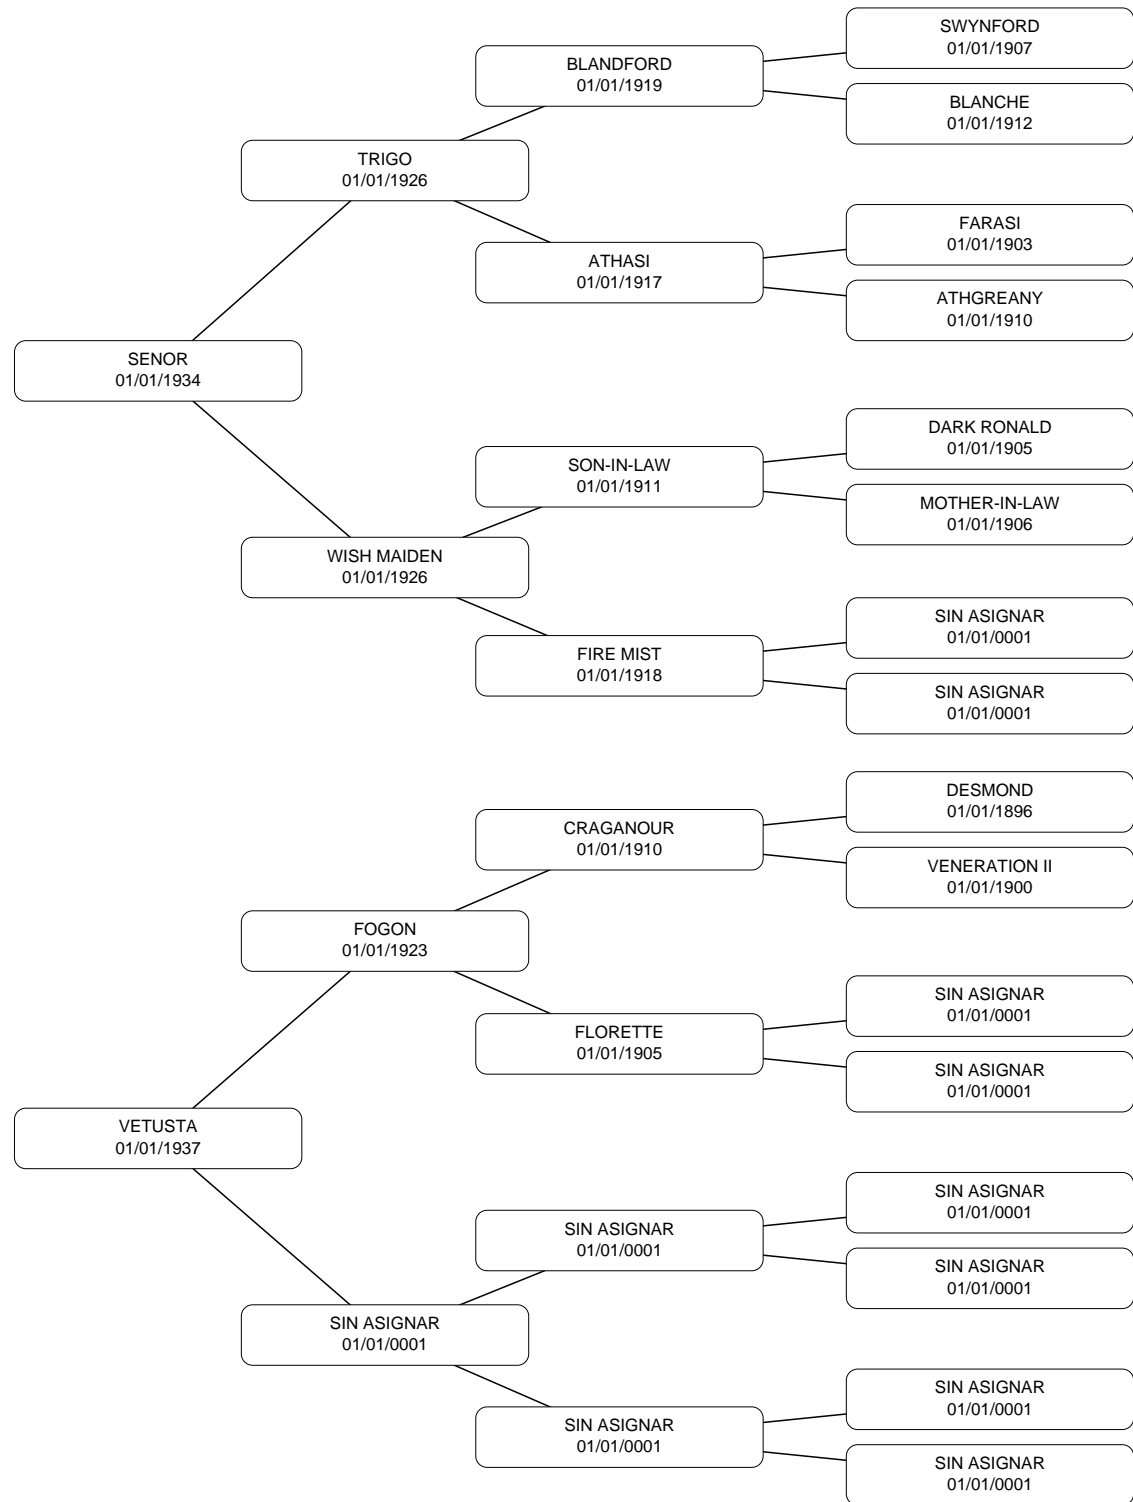 SWYNFORD
01/01/1907
BLANDFORD
01/01/1919
BLANCHE
01/01/1912
TRIGO
01/01/1926
FARASI
01/01/1903
ATHASI
01/01/1917
ATHGREANY
01/01/1910
SENOR
01/01/1934
DARK RONALD
01/01/1905
SON-IN-LAW
01/01/1911
MOTHER-IN-LAW
01/01/1906
WISH MAIDEN
01/01/1926
SIN ASIGNAR
01/01/0001
FIRE MIST
01/01/1918
SIN ASIGNAR
01/01/0001
DESMOND
01/01/1896
CRAGANOUR
01/01/1910
VENERATION II
01/01/1900
FOGON
01/01/1923
SIN ASIGNAR
01/01/0001
FLORETTE
01/01/1905
SIN ASIGNAR
01/01/0001
VETUSTA
01/01/1937
SIN ASIGNAR
01/01/0001
SIN ASIGNAR
01/01/0001
SIN ASIGNAR
01/01/0001
SIN ASIGNAR
01/01/0001
SIN ASIGNAR
01/01/0001
SIN ASIGNAR
01/01/0001
SIN ASIGNAR
01/01/0001